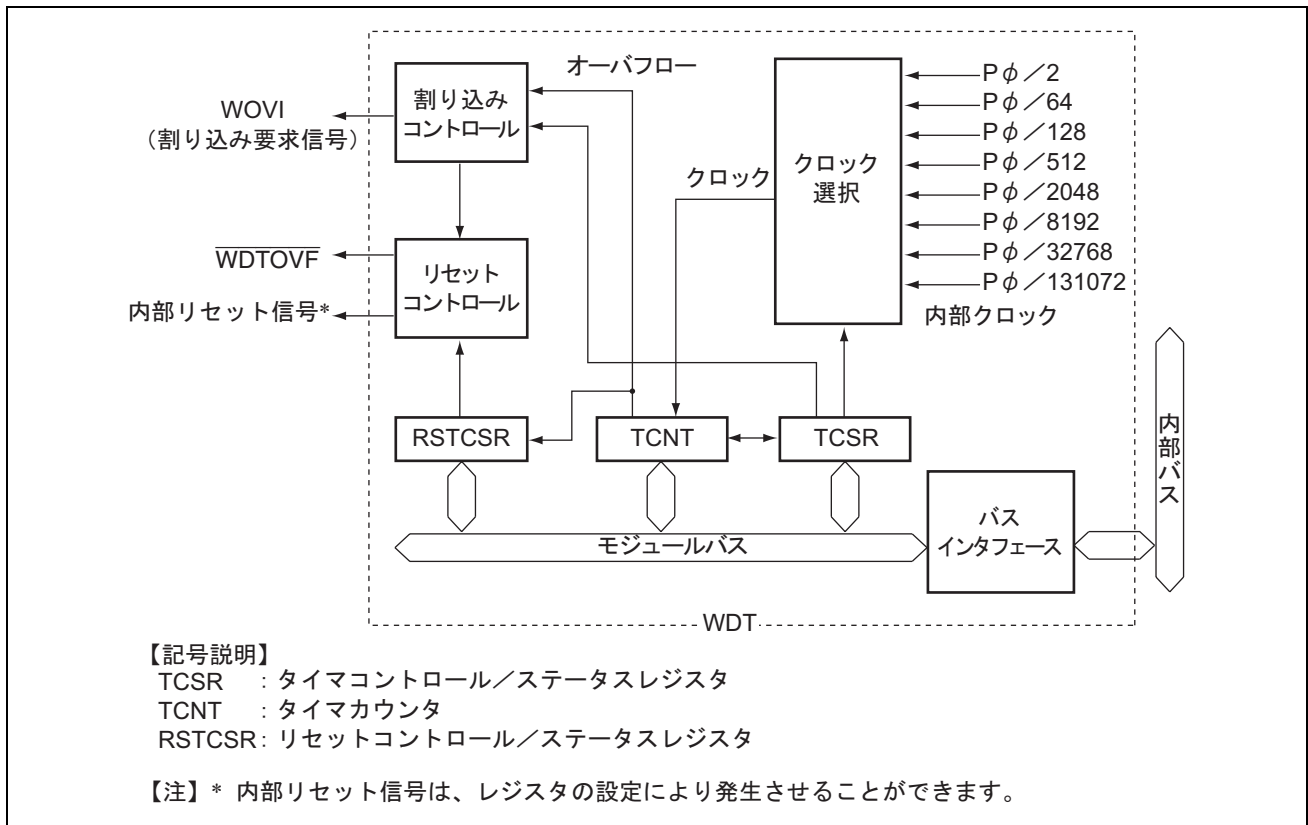 オーバフロー
割り込み
コントロール
WOVI
(割り込み要求信号)
クロック
クロック
選択
Pφ／2
Pφ／64
Pφ／128
Pφ／512
Pφ／2048
Pφ／8192
Pφ／32768
Pφ／131072
内部クロック
WDTOVF
内部リセット信号*
リセット
コントロール
RSTCSR
TCNT
TCSR
モジュールバス
バス
インタフェース
内部バス
WDT
【記号説明】
TCSR : タイマコントロール／ステータスレジスタ
TCNT : タイマカウンタ
RSTCSR : リセットコントロール／ステータスレジスタ
【注】* 内部リセット信号は、レジスタの設定により発生させることができます。